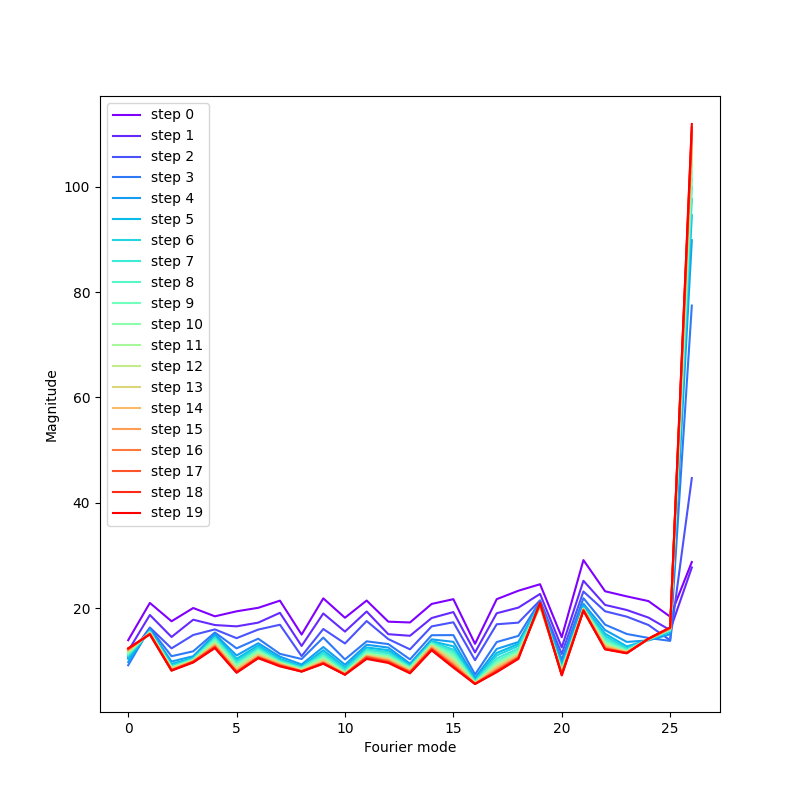 step 0
step 1
step 2
step 3
step 4
step 5
step 6
step 7
step 8
step 9
step 10
step 11
step 12
step 13
step 14
step 15
step 16
step 17
step 18
step 19
100
80
60
40
20
Magnitude
0 5 10 15 20 25
Fourier mode